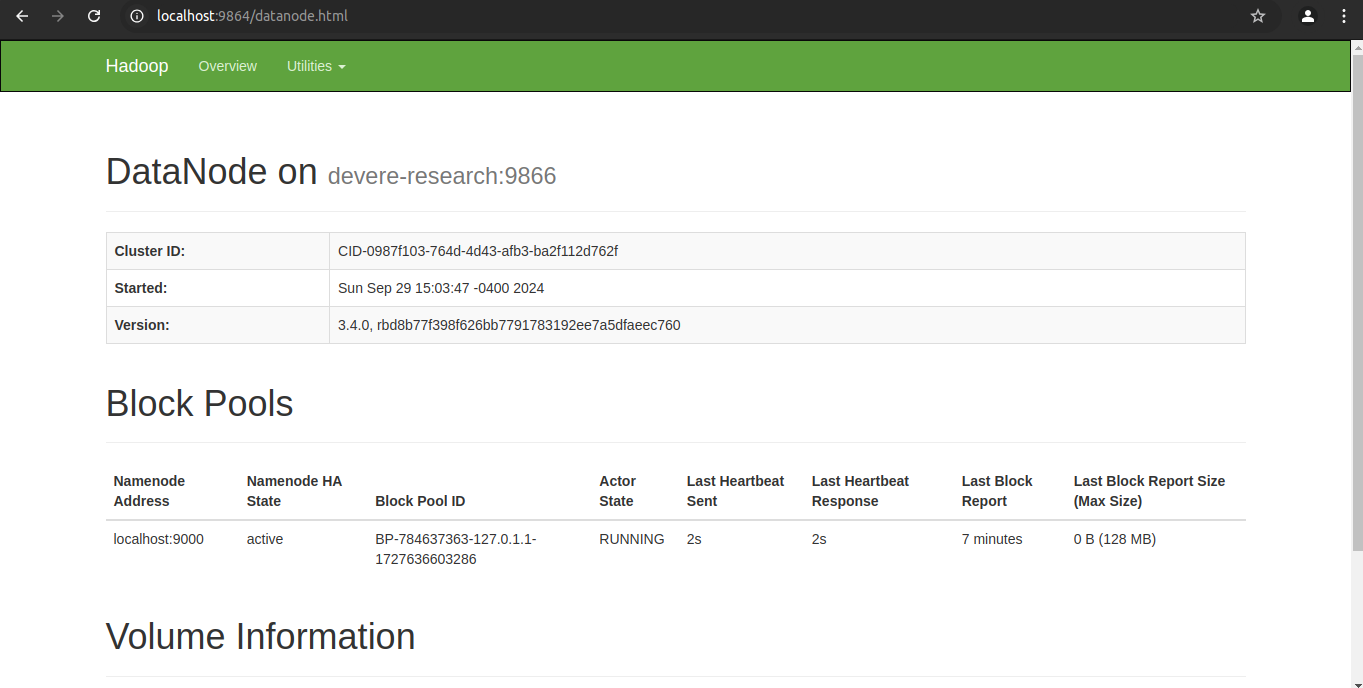 localhost:9864/datanode.html
Hadoop Overview Utilities
DataNode on devere-research:9866
Cluster ID: CID-0987f103-764d-4d43-afb3-ba2f112d762f
Started: Sun Sep 29 15:03:47 -0400 2024
Version: 3.4.0, rbd8b77f398f626bb7791783192ee7a5dfaeec760
Block Pools
Namenode Address Namenode HA State Block Pool ID Actor State Last Heartbeat Sent Last Heartbeat Response Last Block Report Last Block Report Size (Max Size)
localhost:9000 active BP-784637363-127.0.1.1-1727636603286 RUNNING 2s 2s 7 minutes 0 B (128 MB)
Volume Information